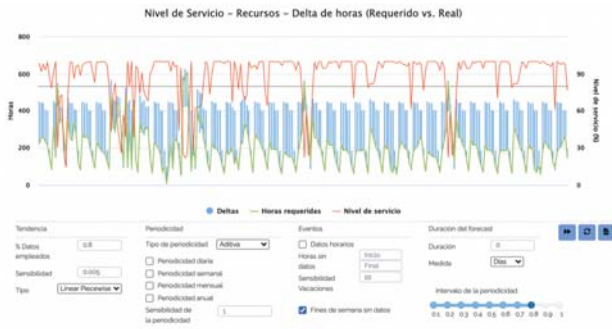 Nivel de Servicio - Recursos - Delta de horas (Requerido vs. Real)
800
600
400
200
0
Horas
90
60
30
0
Nivel de servicio (%)
Deltas Horas requeridas Nivel de servicio
Tendencia
% Datos empleados 0.8
Sensibilidad 0.005
Tipo Linear Piecewise
Periodicidad
Tipo de periodicidad Aditiva
Periodicidad diaria
Periodicidad semanal
Periodicidad mensual
Periodicidad anual
Sensibilidad de la periodicidad 1
Eventos
Datos horarios
Horas sin datos Inicio
Final
Sensibilidad Vacaciones 10
Fines de semana sin datos
Duración del forecast
Duración 0
Medida Días
Intervalo de la periodicidad
0.1 0.2 0.3 0.4 0.5 0.6 0.7 0.8 0.9 1